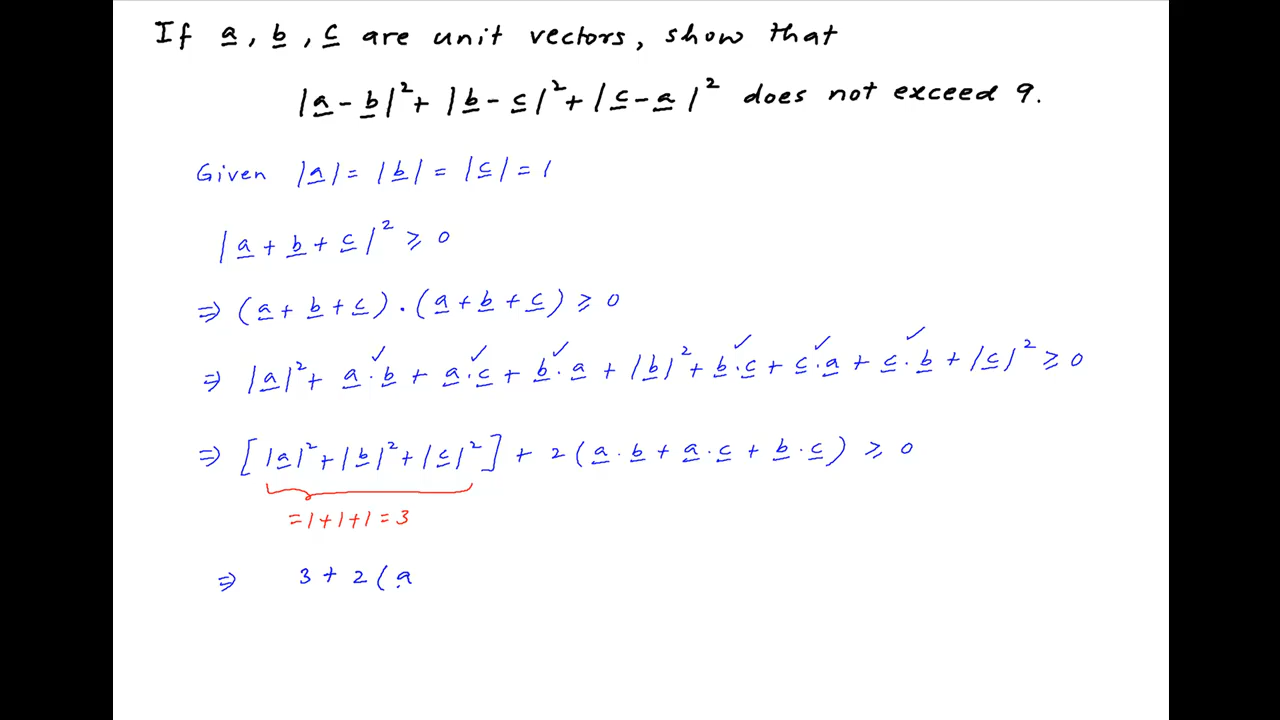 If a̲, b̲, c̲ are unit vectors, show that
|a̲ - b̲|² + |b̲ - c̲|² + |c̲ - a̲|² does not exceed 9.
Given |a̲| = |b̲| = |c̲| = 1
|a̲ + b̲ + c̲|² ⩾ 0
⇒ (a̲ + b̲ + c̲) . (a̲ + b̲ + c̲) ⩾ 0
✓ ✓ ✓ ✓ ✓ ✓
⇒ |a̲|² + a̲ . b̲ + a̲ . c̲ + b̲ . a̲ + |b̲|² + b̲ . c̲ + c̲ . a̲ + c̲ . b̲ + |c̲|² ⩾ 0
⇒ [|a̲|² + |b̲|² + |c̲|²] + 2 (a̲ . b̲ + a̲ . c̲ + b̲ . c̲) ⩾ 0
= 1 + 1 + 1 = 3
⇒ 3 + 2 ( a